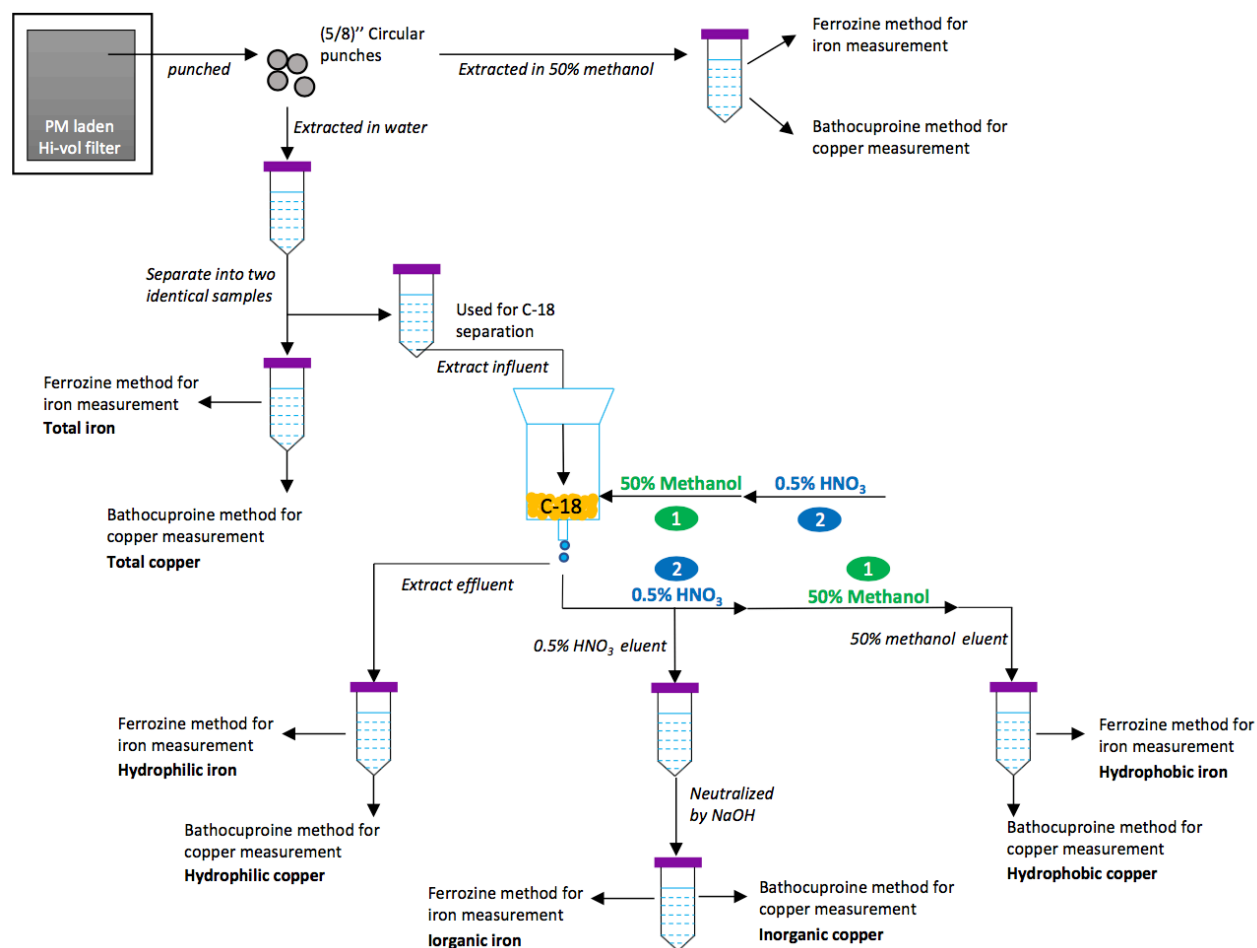 (5/8)’’ Circular
punches
punched
Extracted in 50% methanol
Ferrozine method for
iron measurement
Bathocuproine method for
copper measurement
PM laden
Hi-vol filter
Extracted in water
Separate into two
identical samples
Used for C-18
separation
Extract influent
Ferrozine method for
iron measurement
Total iron
Bathocuproine method for
copper measurement
Total copper
C-18
50% Methanol
0.5% HNO₃
1
2
2
1
0.5% HNO₃
50% Methanol
Extract effluent
0.5% HNO₃ eluent
50% methanol eluent
Ferrozine method for
iron measurement
Hydrophilic iron
Bathocuproine method for
copper measurement
Hydrophilic copper
Neutralized
by NaOH
Ferrozine method for
iron measurement
Iorganic iron
Bathocuproine method for
copper measurement
Inorganic copper
Ferrozine method for
iron measurement
Hydrophobic iron
Bathocuproine method for
copper measurement
Hydrophobic copper